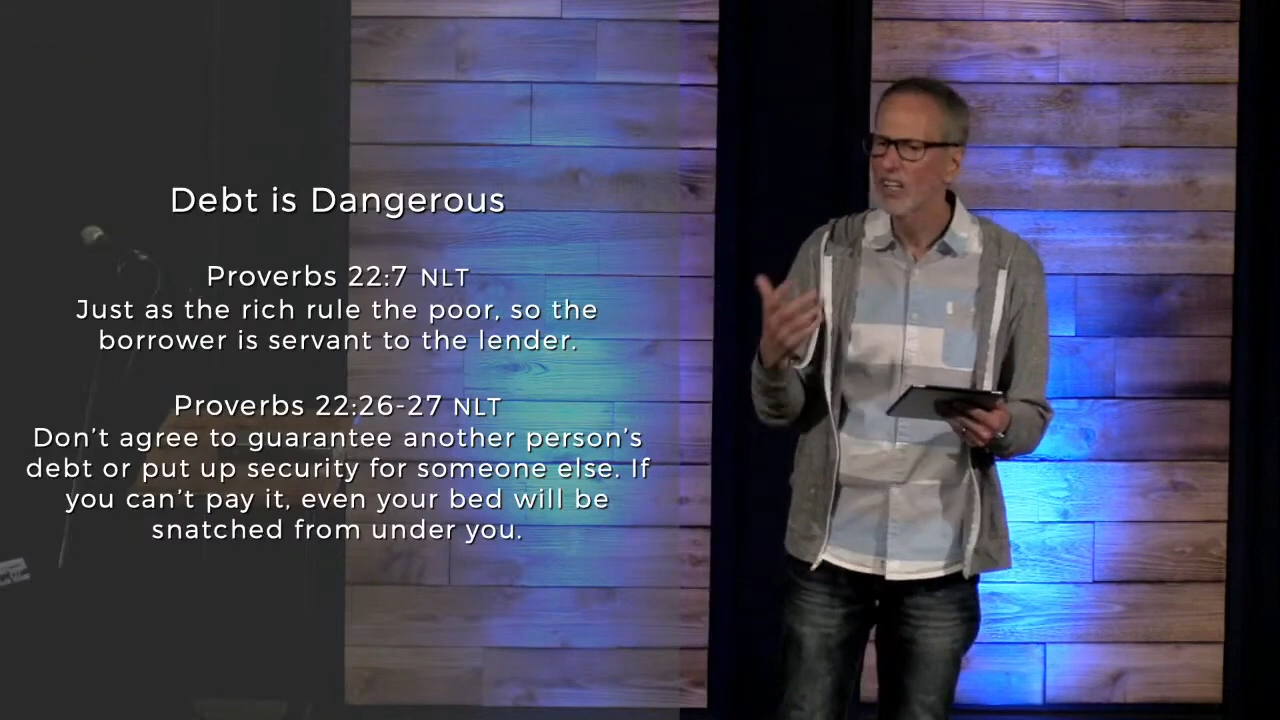 Debt is Dangerous
Proverbs 22:7 NLT
Just as the rich rule the poor, so the
borrower is servant to the lender.
Proverbs 22:26-27 NLT
Don’t agree to guarantee another person’s
debt or put up security for someone else. If
you can’t pay it, even your bed will be
snatched from under you.